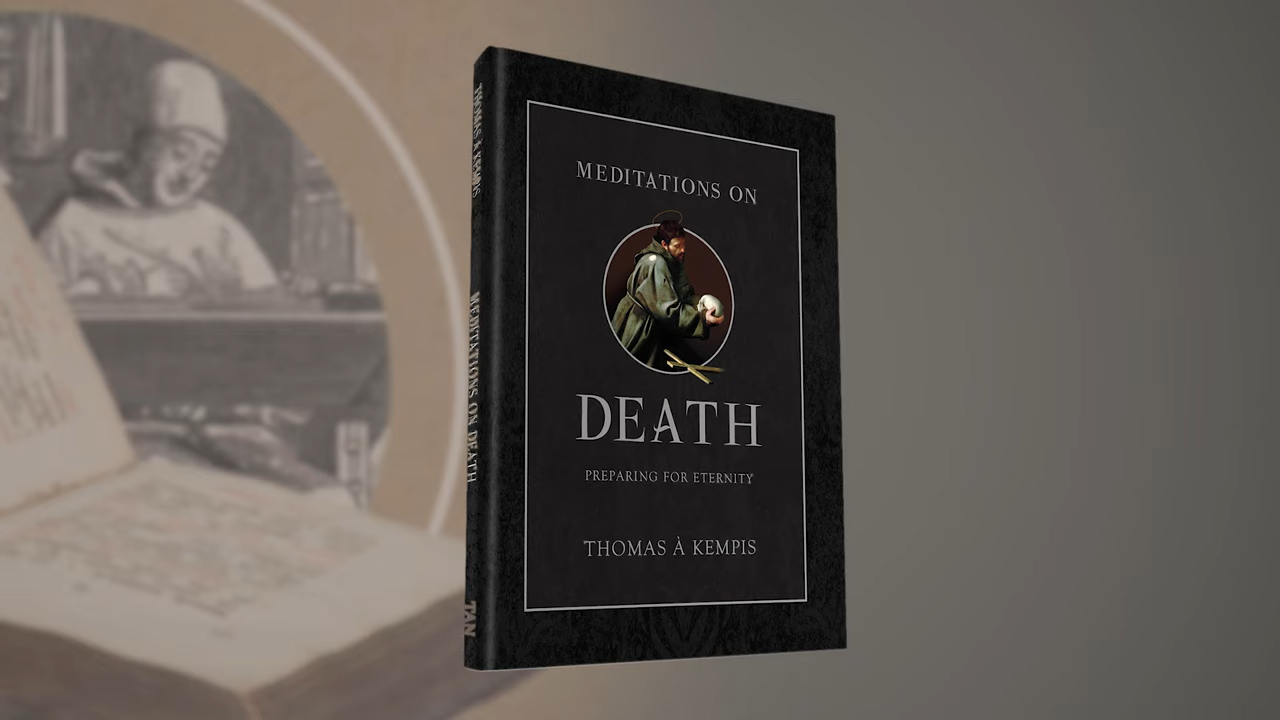 MEDITATIONS ON
DEATH
PREPARING FOR ETERNITY
THOMAS À KEMPIS
THOMAS À KEMPIS
MEDITATIONS ON DEATH
TAN